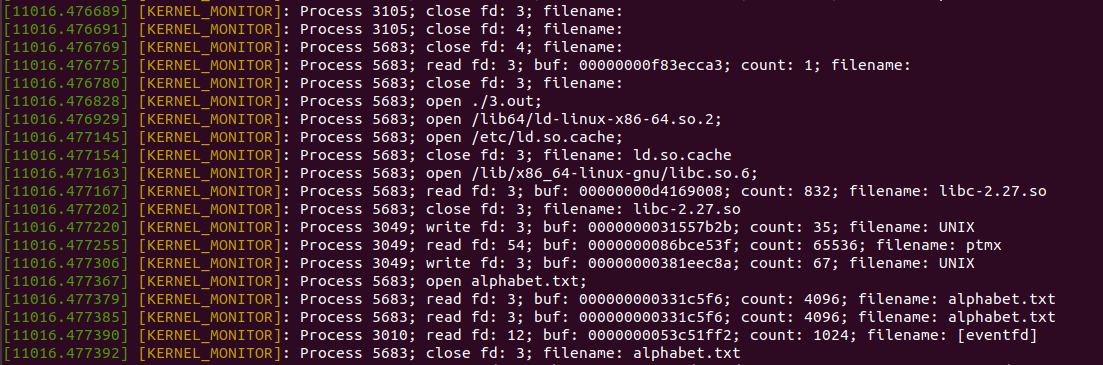 [11016.476689] [KERNEL_MONITOR]: Process 3105; close fd: 3; filename:
[11016.476691] [KERNEL_MONITOR]: Process 3105; close fd: 4; filename:
[11016.476769] [KERNEL_MONITOR]: Process 5683; close fd: 4; filename:
[11016.476775] [KERNEL_MONITOR]: Process 5683; read fd: 3; buf: 00000000f83ecca3; count: 1; filename:
[11016.476780] [KERNEL_MONITOR]: Process 5683; close fd: 3; filename:
[11016.476828] [KERNEL_MONITOR]: Process 5683; open ./3.out;
[11016.476929] [KERNEL_MONITOR]: Process 5683; open /lib64/ld-linux-x86-64.so.2;
[11016.477145] [KERNEL_MONITOR]: Process 5683; open /etc/ld.so.cache;
[11016.477154] [KERNEL_MONITOR]: Process 5683; close fd: 3; filename: ld.so.cache
[11016.477163] [KERNEL_MONITOR]: Process 5683; open /lib/x86_64-linux-gnu/libc.so.6;
[11016.477167] [KERNEL_MONITOR]: Process 5683; read fd: 3; buf: 00000000d4169008; count: 832; filename: libc-2.27.so
[11016.477202] [KERNEL_MONITOR]: Process 5683; close fd: 3; filename: libc-2.27.so
[11016.477220] [KERNEL_MONITOR]: Process 3049; write fd: 3; buf: 0000000031557b2b; count: 35; filename: UNIX
[11016.477255] [KERNEL_MONITOR]: Process 3049; read fd: 54; buf: 0000000086bce53f; count: 65536; filename: ptmx
[11016.477306] [KERNEL_MONITOR]: Process 3049; write fd: 3; buf: 00000000381eec8a; count: 67; filename: UNIX
[11016.477367] [KERNEL_MONITOR]: Process 5683; open alphabet.txt;
[11016.477379] [KERNEL_MONITOR]: Process 5683; read fd: 3; buf: 000000000331c5f6; count: 4096; filename: alphabet.txt
[11016.477385] [KERNEL_MONITOR]: Process 5683; read fd: 3; buf: 000000000331c5f6; count: 4096; filename: alphabet.txt
[11016.477390] [KERNEL_MONITOR]: Process 3010; read fd: 12; buf: 0000000053c51ff2; count: 1024; filename: [eventfd]
[11016.477392] [KERNEL_MONITOR]: Process 5683; close fd: 3; filename: alphabet.txt